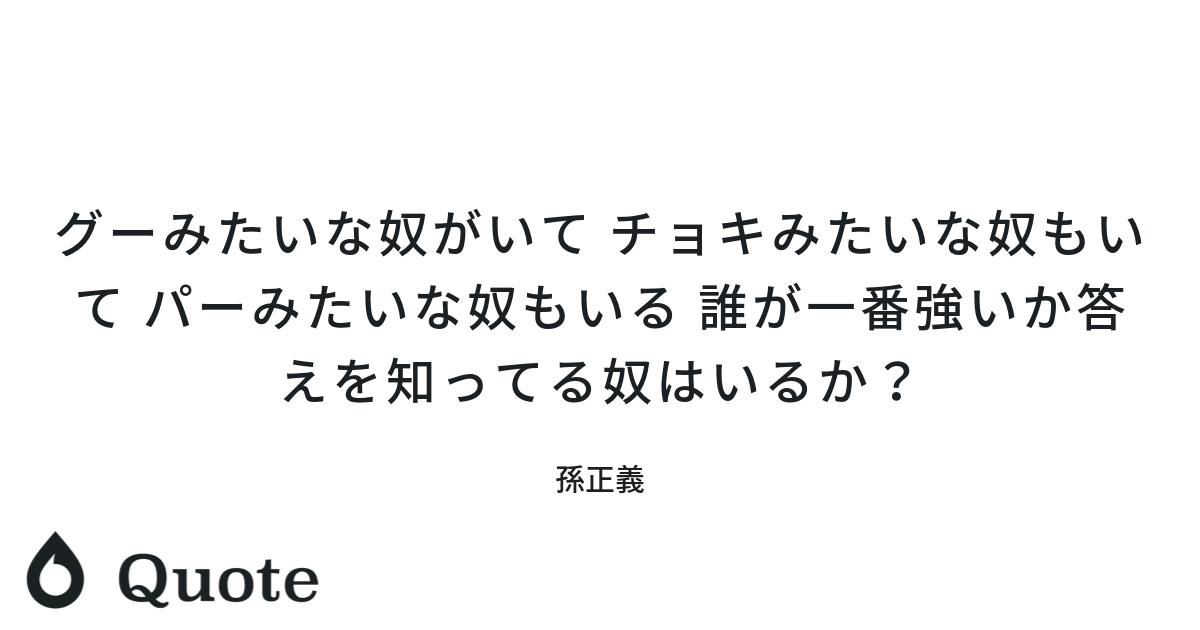 グーみたいな奴がいて チョキみたいな奴もい
て パーみたいな奴もいる 誰が一番強いか答
えを知ってる奴はいるか？
孫正義
Quote